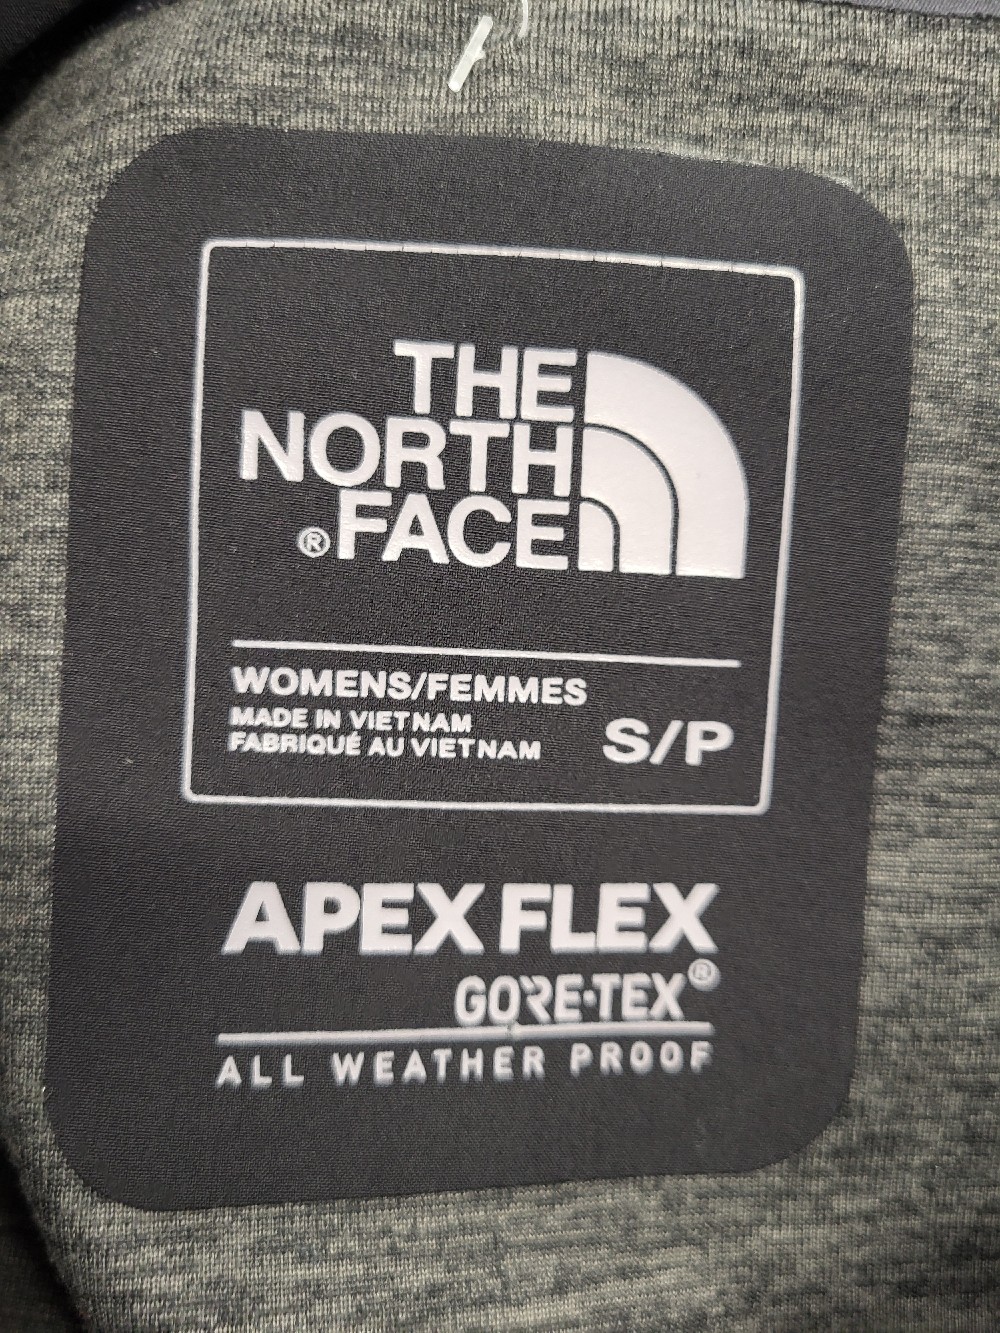 THE
NORTH
®FACE
WOMENS/FEMMES
MADE IN VIETNAM
FABRIQUÉ AU VIETNAM
S/P
APEX FLEX
GORE-TEX®
ALL WEATHER PROOF